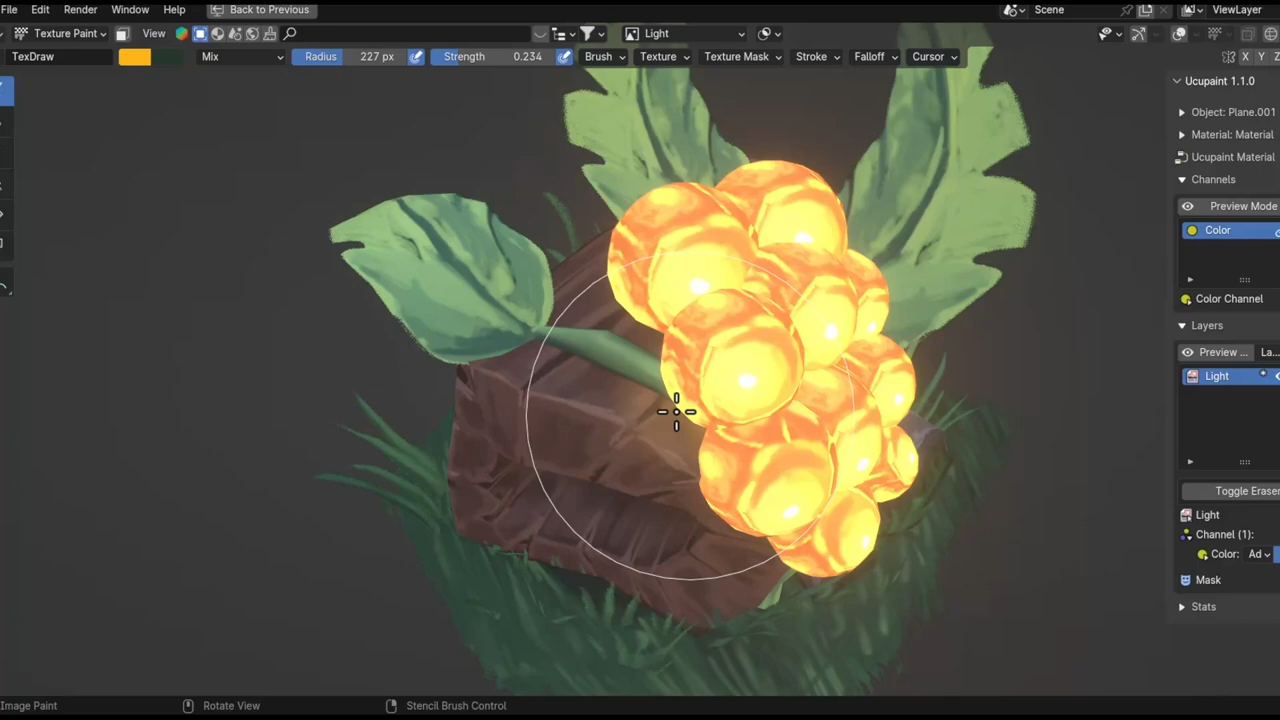 File Edit Render Window Help Back to Previous Scene ViewLayer
Texture Paint View Light
TexDraw Mix Radius 227 px Strength 0.234 Brush Texture Texture Mask Stroke Falloff Cursor X Y Z
Ucupaint 1.1.0
Object: Plane.001
Material: Material
Ucupaint Material
Channels
Preview Mode
Color
Color Channel
Layers
Preview ... La...
Light
Toggle Eraser
Light
Channel (1):
Color: Ad
Mask
Stats
Image Paint Rotate View Stencil Brush Control